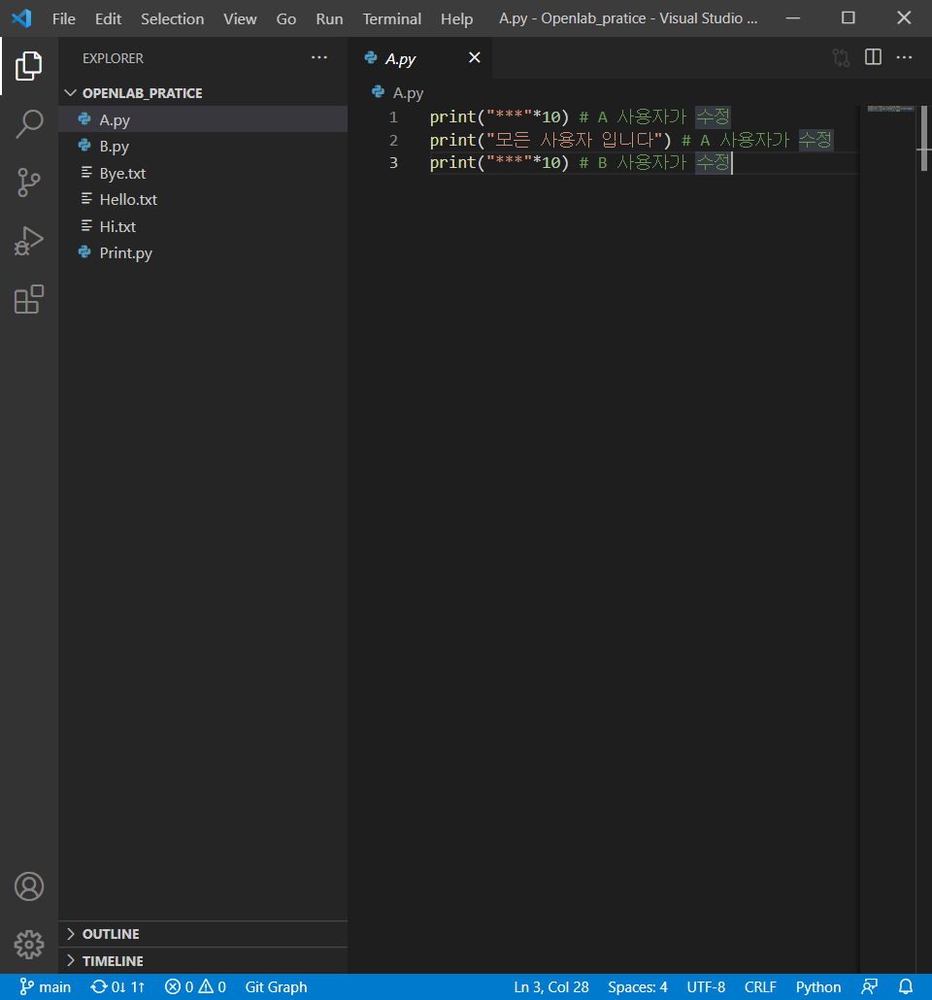 File Edit Selection View Go Run Terminal Help A.py - Openlab_pratice - Visual Studio ...
EXPLORER
A.py
OPENLAB_PRATICE
A.py
A.py
B.py
Bye.txt
Hello.txt
Hi.txt
Print.py
1 print("***"*10) # A 사용자가 수정
2 print("모든 사용자 입니다") # A 사용자가 수정
3 print("***"*10) # B 사용자가 수정
OUTLINE
TIMELINE
main 0↓ 1↑ 0 0 Git Graph Ln 3, Col 28 Spaces: 4 UTF-8 CRLF Python